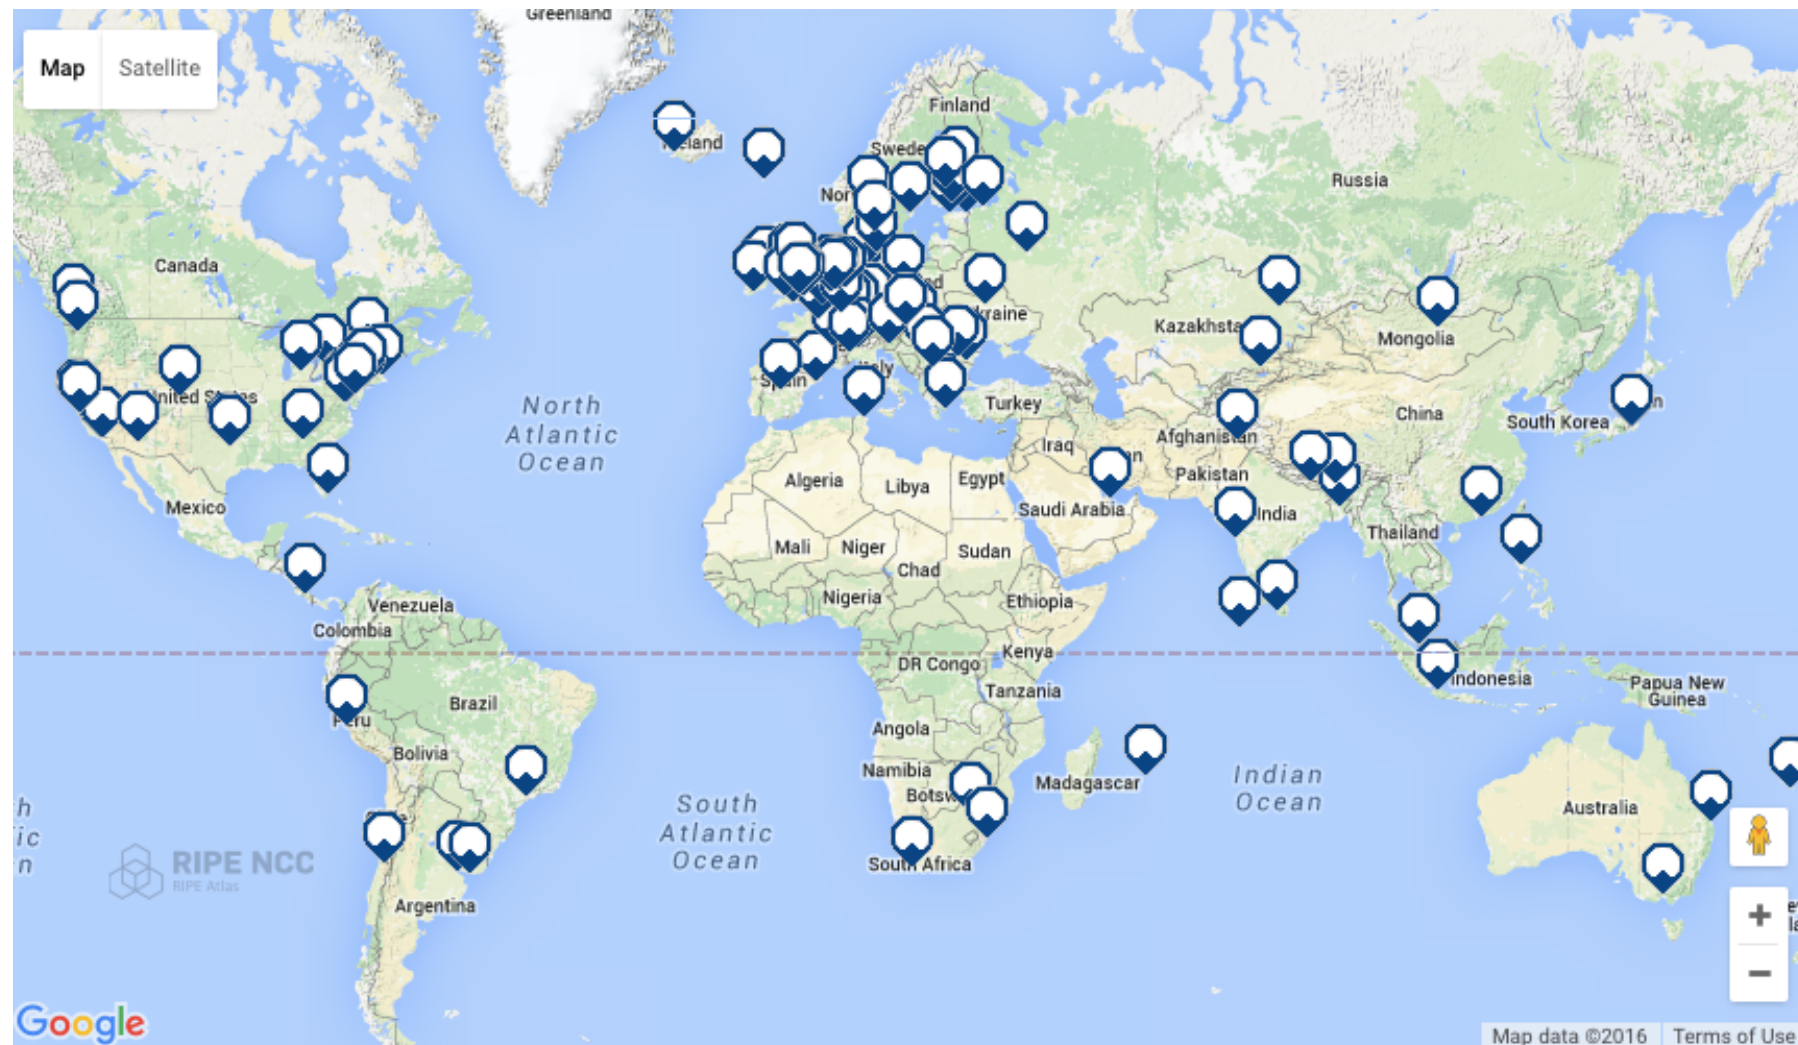 Greenland
Map
Satellite
Finland
Russia
Canada
Kazakhsta
Mongolia
North
Atlantic
Ocean
Turkey
China
South Korea
Iraq
Afghanistan
Pakistan
Algeria
Libya
Egypt
Saudi Arabia
India
Thailand
Mexico
Mali
Niger
Sudan
Chad
Nigeria
Ethiopia
Venezuela
Colombia
DR Congo
Kenya
Indonesia
Papua New
Guinea
Tanzania
Brazil
Peru
Angola
Bolivia
Namibia
Madagascar
Indian
Ocean
Botsw
Australia
South
Atlantic
Ocean
RIPE NCC
RIPE Atlas
South Africa
Argentina
Google
Map data ©2016
Terms of Use